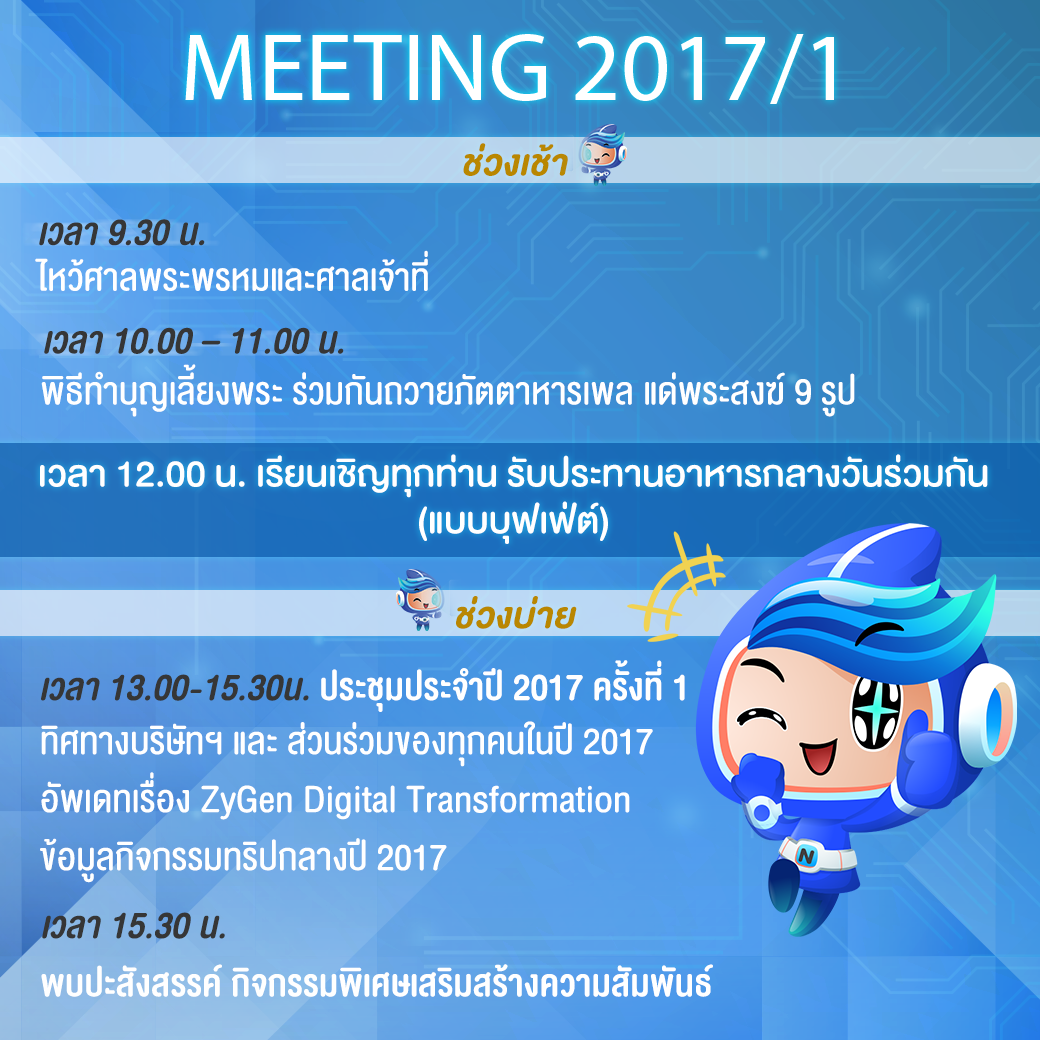 MEETING 2017/1
ช่วงเช้า
เวลา 9.30 น.
ไหว้ศาลพระพรหมและศาลเจ้าที่
เวลา 10.00 – 11.00 น.
พิธีทำบุญเลี้ยงพระ ร่วมกันถวายภัตตาหารเพล แด่พระสงฆ์ 9 รูป
เวลา 12.00 น. เรียนเชิญทุกท่าน รับประทานอาหารกลางวันร่วมกัน
(แบบบุฟเฟ่ต์)
ช่วงบ่าย
เวลา 13.00-15.30น. ประชุมประจำปี 2017 ครั้งที่ 1
ทิศทางบริษัทฯ และ ส่วนร่วมของทุกคนในปี 2017
อัพเดทเรื่อง ZyGen Digital Transformation
ข้อมูลกิจกรรมทริปกลางปี 2017
N
เวลา 15.30 น.
พบปะสังสรรค์ กิจกรรมพิเศษเสริมสร้างความสัมพันธ์